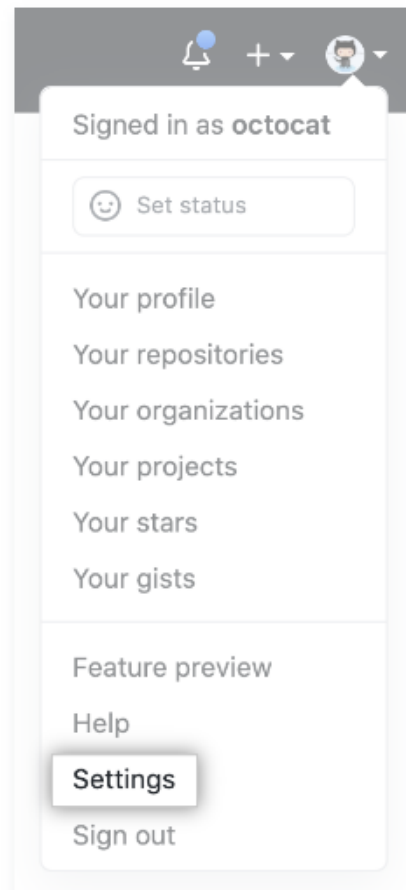 Signed in as octocat
Set status
Your profile
Your repositories
Your organizations
Your projects
Your stars
Your gists
Feature preview
Help
Settings
Sign out